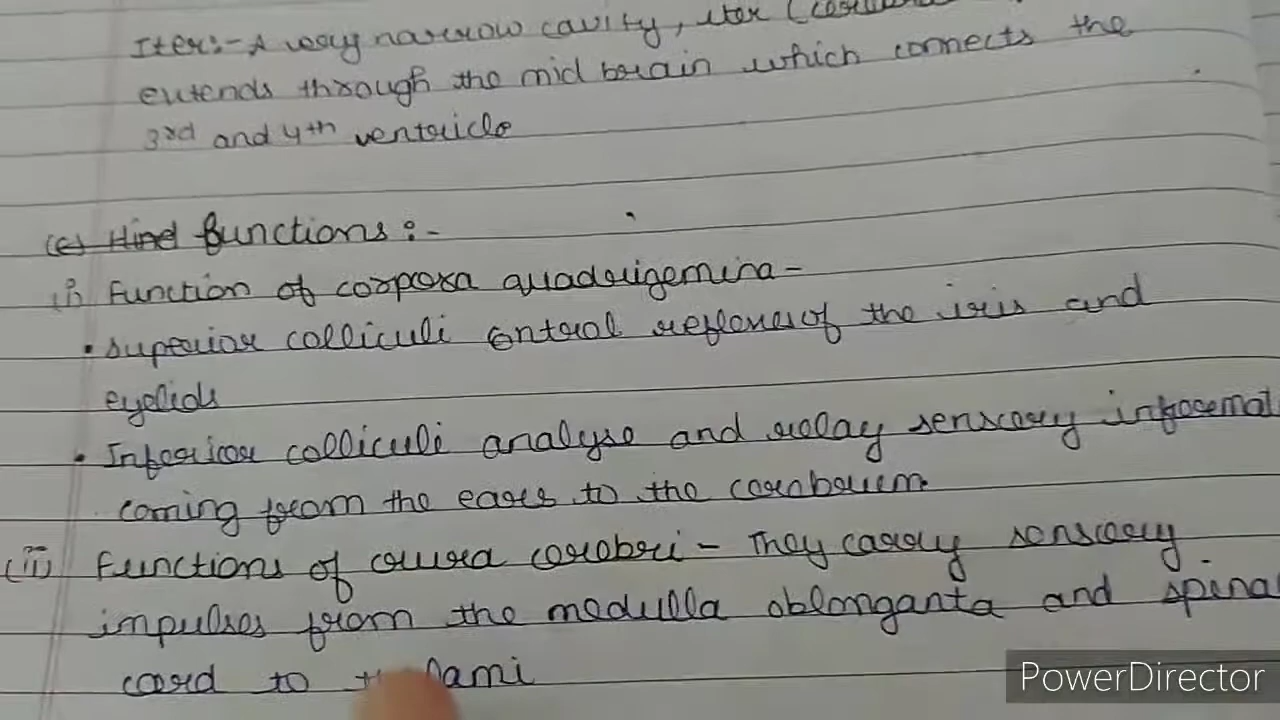 Iter:- A very narrow cavity, iter
extends through the mid brain which connects the
3rd and 4th ventricle
(c) Hind functions :-
(i) Function of corpora quadrigemina -
• superior colliculi control reflexes of the iris and
eyelids
• Inferior colliculi analyse and relay sensory informat
coming from the ears to the cerebrum.
(ii) Functions of crura cerebri - They carry sensory
impulses from the medulla oblonganta and spinal
cord to
PowerDirector